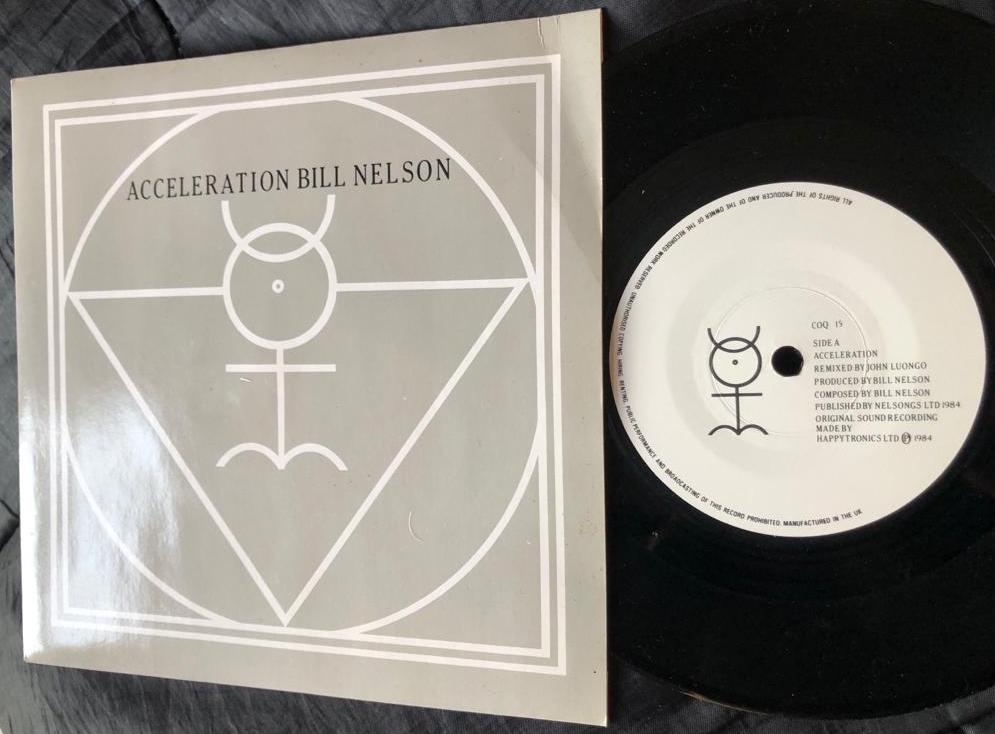 ACCELERATION BILL NELSON
COQ 15
SIDE A
ACCELERATION
REMIXED BY JOHN LUONGO
PRODUCED BY BILL NELSON
COMPOSED BY BILL NELSON
PUBLISHED BY NELSONGS LTD 1984.
ORIGINAL SOUND RECORDING
MADE BY
HAPPYTRONICS LTD ℗ 1984
ALL RIGHTS OF THE PRODUCER AND OF THE OWNER OF THE RECORDED WORK RESERVED. UNAUTHORISED COPYING, HIRING, RENTING, PUBLIC PERFORMANCE AND BROADCASTING OF THIS RECORD PROHIBITED. MANUFACTURED IN THE UK